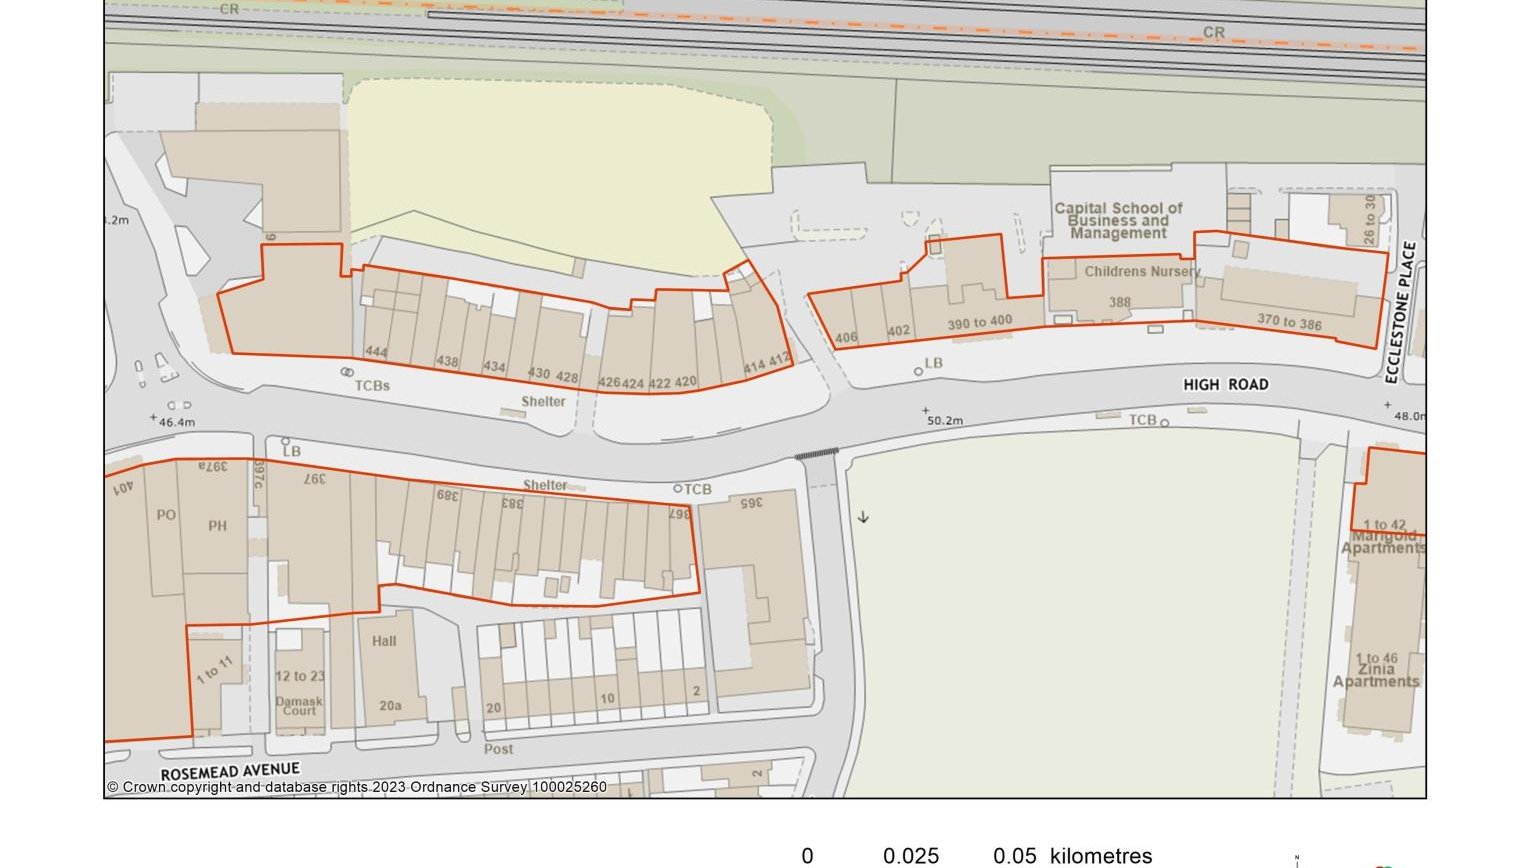 CR
CR
.2m
6
Capital School of
Business and
Management
26 to 30
Childrens Nursery
388
370 to 386
ECCLESTONE PLACE
406
402
390 to 400
444
438
434
430
428
426
424
422
420
414
412
TCBs
Shelter
LB
HIGH ROAD
46.4m
50.2m
TCB
48.0m
LB
397a
397c
397
401
PO
PH
389
383
Shelter
TCB
367
365
1 to 42
Marigold
Apartments
1 to 46
Zinia
Apartments
1 to 11
12 to 23
Damask
Court
Hall
20a
20
10
2
Post
2
ROSEMEAD AVENUE
© Crown copyright and database rights 2023 Ordnance Survey 100025260
0 0.025 0.05 kilometres
N